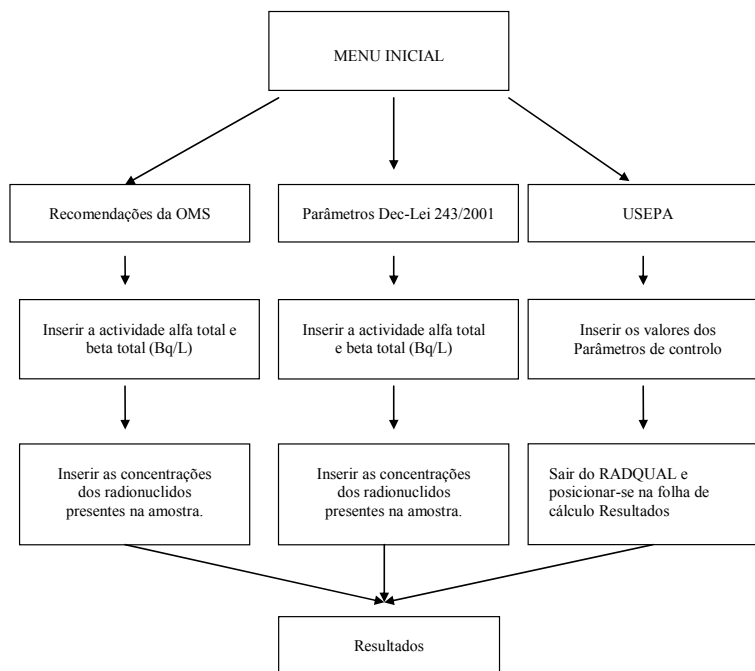 MENU INICIAL
Recomendações da OMS
Parâmetros Dec-Lei 243/2001
USEPA
Inserir a actividade alfa total e
beta total (Bq/L)
Inserir a actividade alfa total
e beta total (Bq/L)
Inserir os valores dos
Parâmetros de controlo
Inserir as concentrações
dos radionuclidos
presentes na amostra.
Inserir as concentrações
dos radionuclidos
presentes na amostra.
Sair do RADQUAL e
posicionar-se na folha de
cálculo Resultados
Resultados